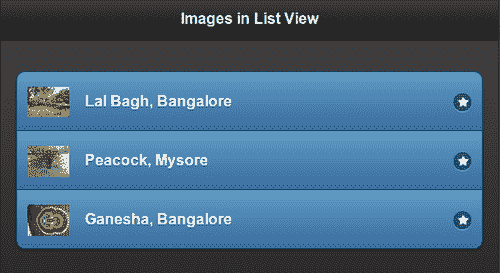 Images in List View
Lal Bagh, Bangalore
Peacock, Mysore
Ganesha, Bangalore